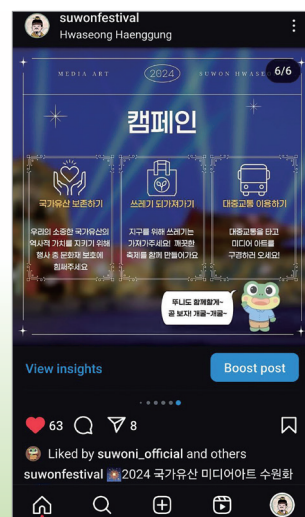 suwonfestival
Hwaseong Haenggung
6/6
MEDIA ART
2024
SUWON HWASE
캠페인
국가유산 보존하기
우리의 소중한 국가유산의
역사적 가치를 지키기 위해
행사 중 문화재 보호에
힘써주세요
쓰레기 되가져가기
지구를 위해 쓰레기는
가져가주세요! 깨끗한
축제를 함께 만들어가요
대중교통 이용하기
대중교통을 타고
미디어 아트를
구경하러 오세요!
뚜니도 함께할게~
곧 보자! 개굴~개굴~
View insights
Boost post
63
8
Liked by suwoni_official and others
suwonfestival 🎆2024 국가유산 미디어아트 수원화